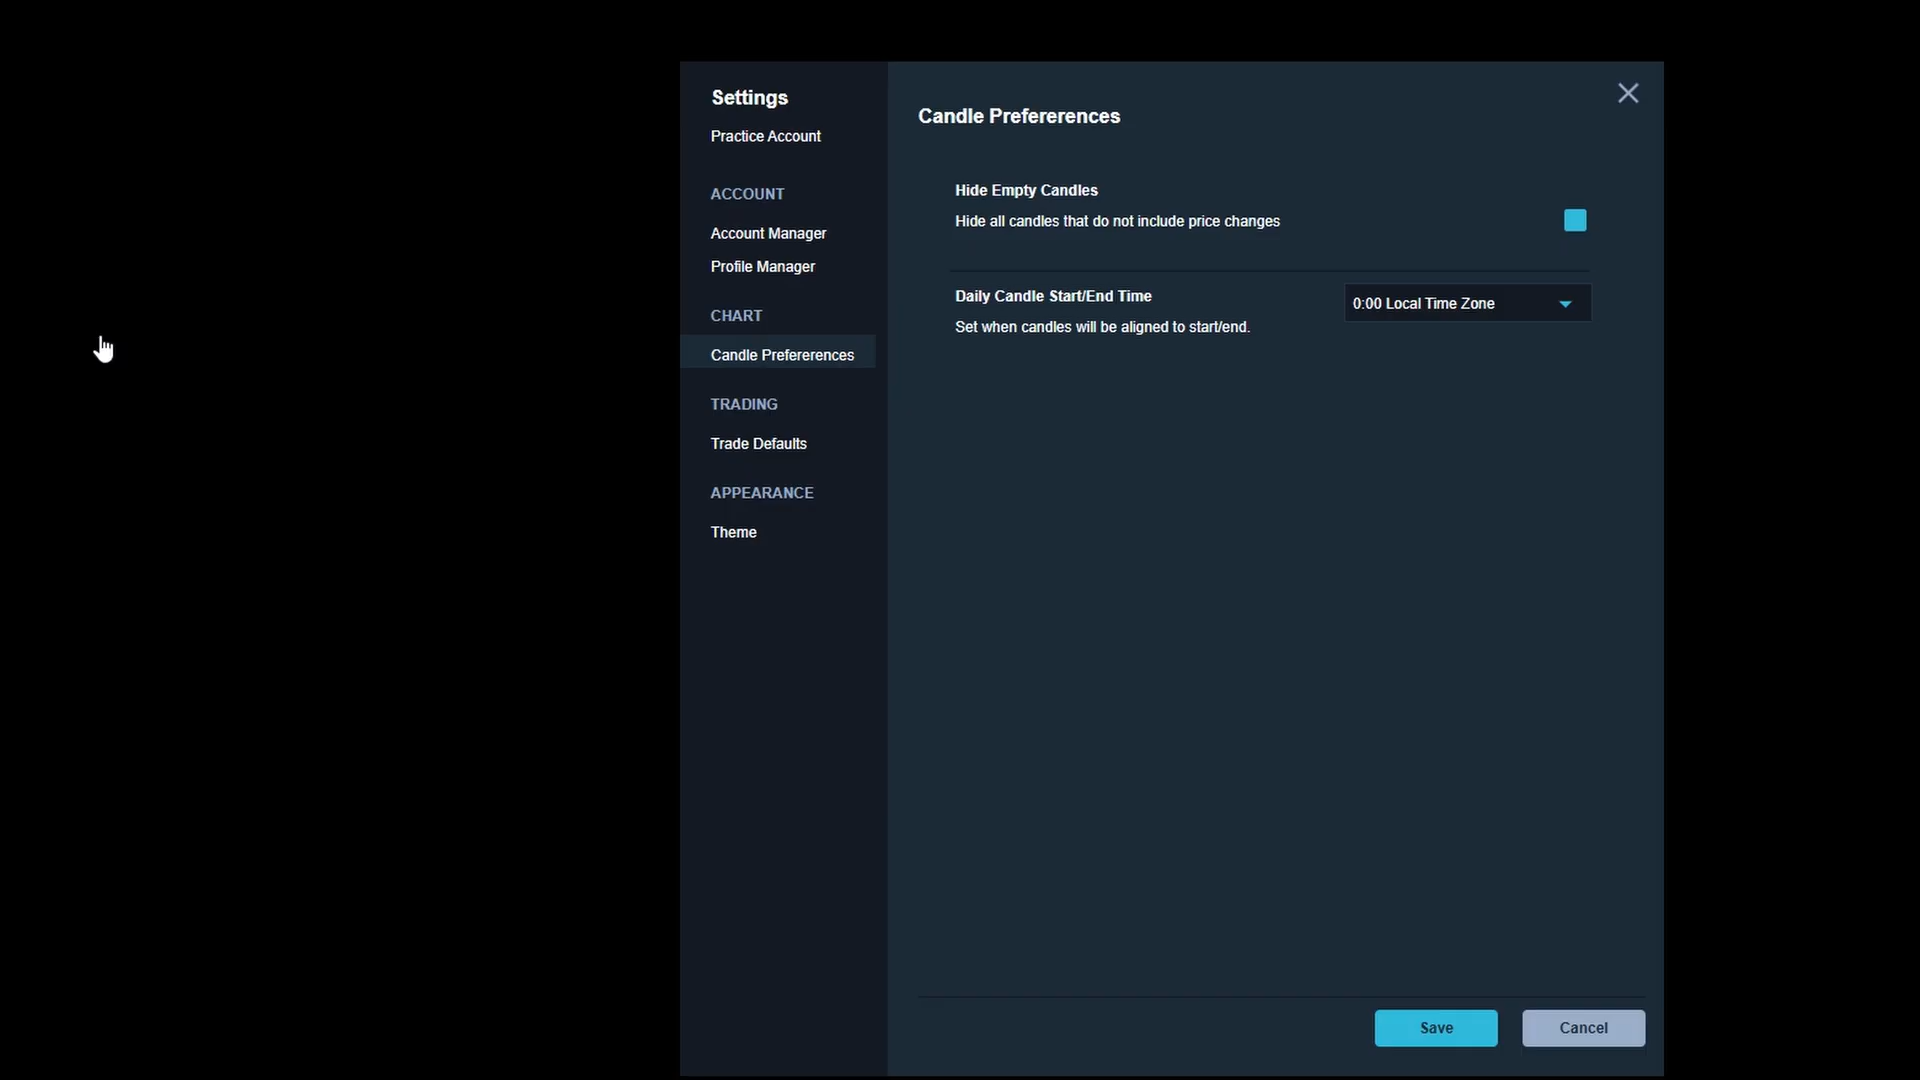 Settings
Practice Account
ACCOUNT
Account Manager
Profile Manager
CHART
Candle Prefererences
TRADING
Trade Defaults
APPEARANCE
Theme
Candle Prefererences
Hide Empty Candles
Hide all candles that do not include price changes
Daily Candle Start/End Time
0:00 Local Time Zone
Set when candles will be aligned to start/end.
Save
Cancel